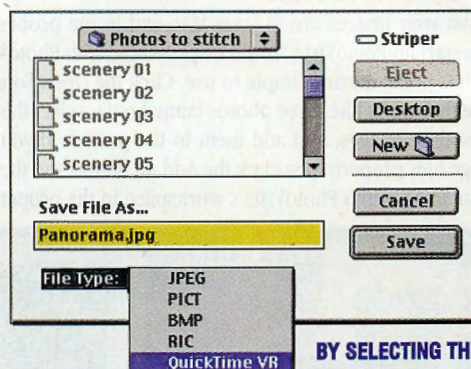 Photos to stitch
Striper
scenery 01
scenery 02
scenery 03
scenery 04
scenery 05
Eject
Desktop
New
Cancel
Save
Save File As...
Panorama.jpg
File Type:
JPEG
PICT
BMP
RIC
QuickTime VR
BY SELECTING TH